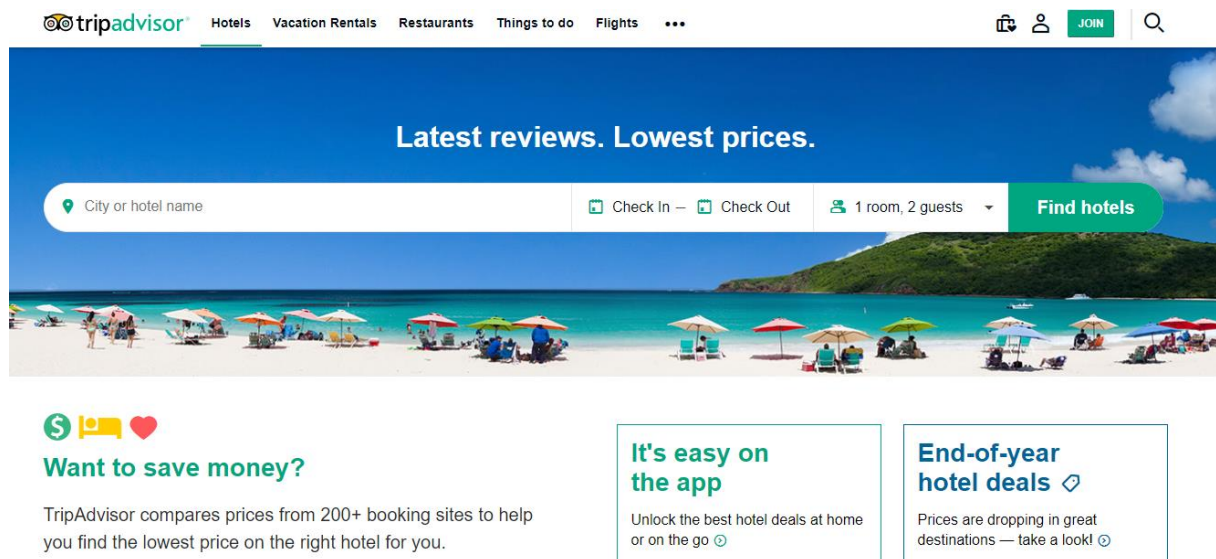 tripadvisor®
Hotels
Vacation Rentals
Restaurants
Things to do
Flights
JOIN
Latest reviews. Lowest prices.
City or hotel name
Check In –
Check Out
1 room, 2 guests
Find hotels
Want to save money?
TripAdvisor compares prices from 200+ booking sites to help
you find the lowest price on the right hotel for you.
It's easy on
the app
Unlock the best hotel deals at home
or on the go
End-of-year
hotel deals
Prices are dropping in great
destinations — take a look!